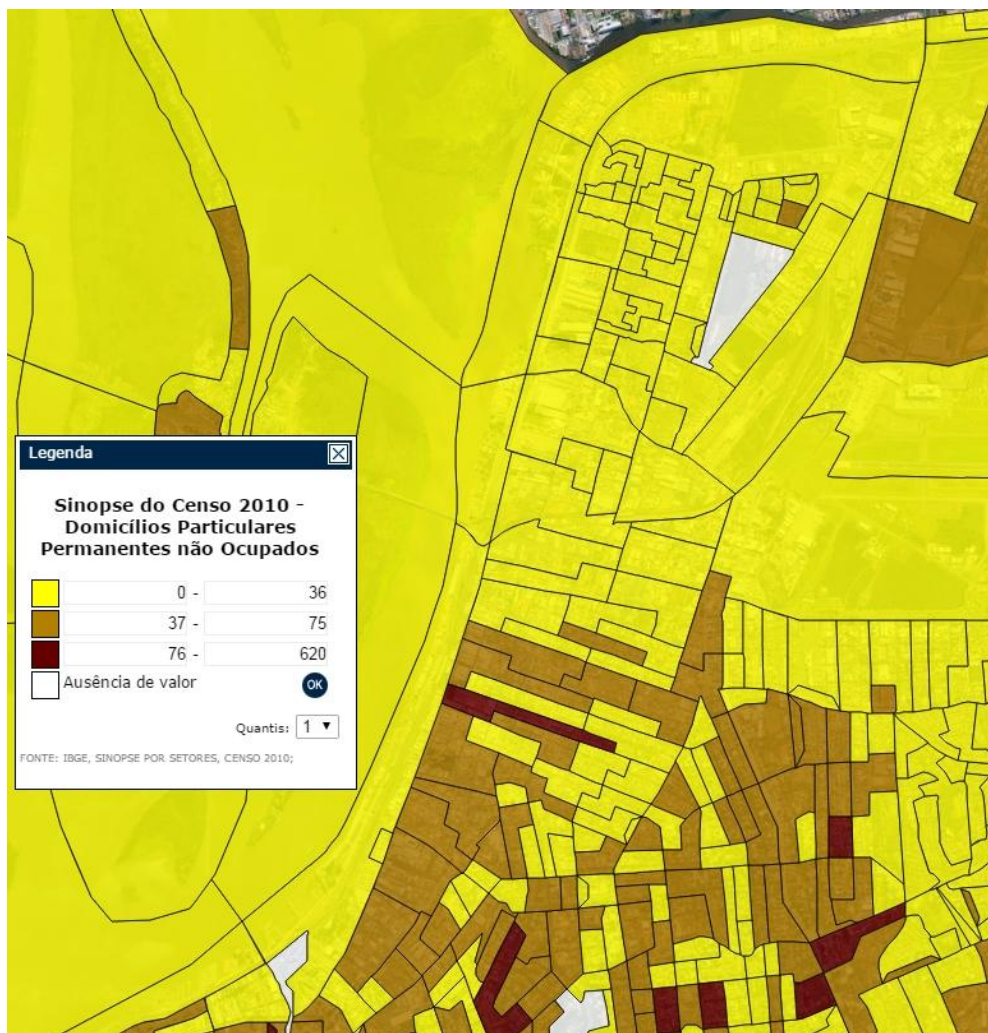 Legenda
Sinopse do Censo 2010 -
Domicílios Particulares
Permanentes não Ocupados
0 - 36
37 - 75
76 - 620
Ausência de valor OK
Quantis: 1
FONTE: IBGE, SINOPSE POR SETORES, CENSO 2010;